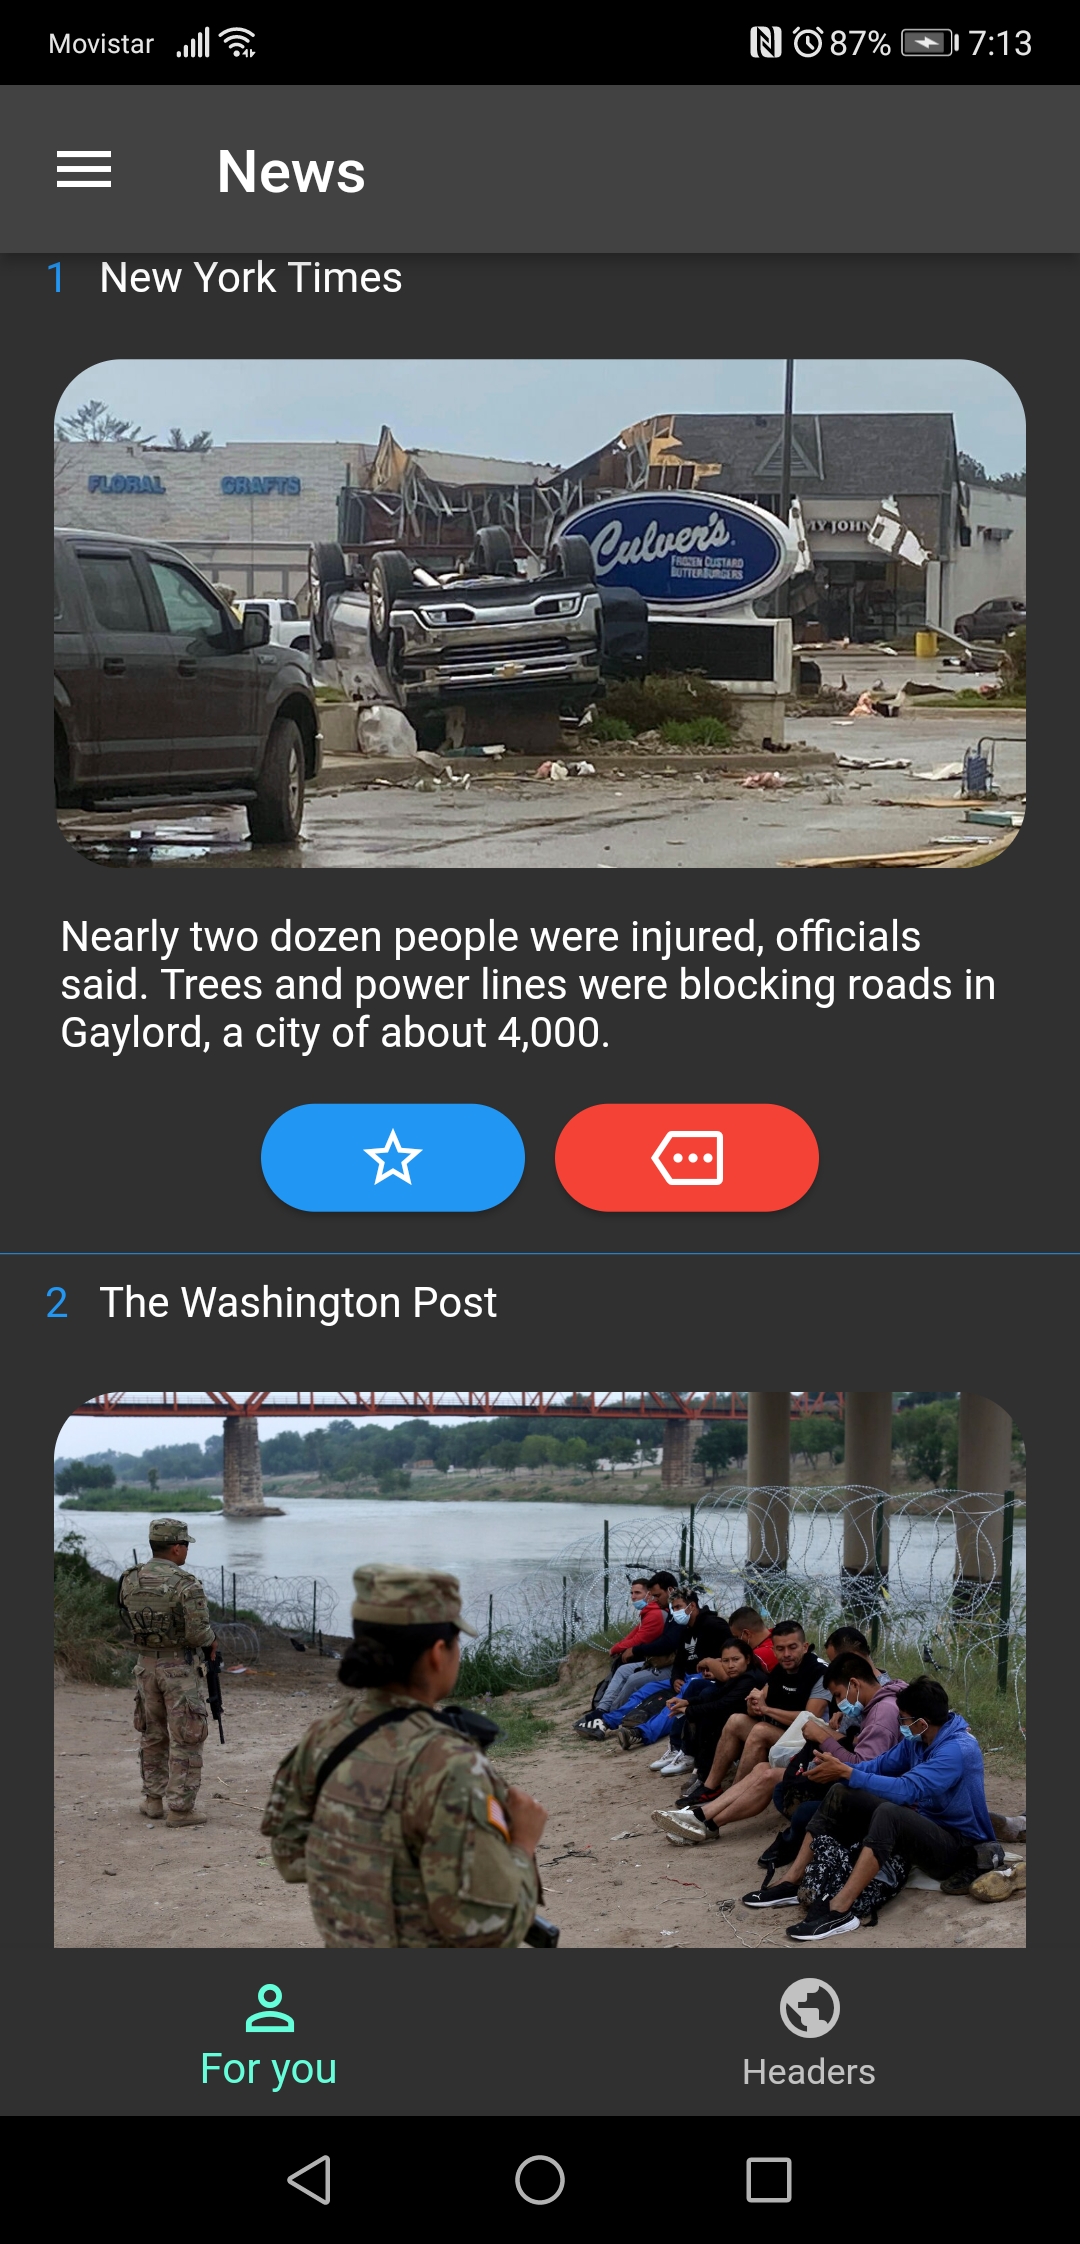 Movistar 87% 7:13
News
1 New York Times
FLORAL CRAFTS
Culver's
FROZEN CUSTARD
BUTTERBURGERS
MY JOHN
Nearly two dozen people were injured, officials
said. Trees and power lines were blocking roads in
Gaylord, a city of about 4,000.
2 The Washington Post
For you
Headers